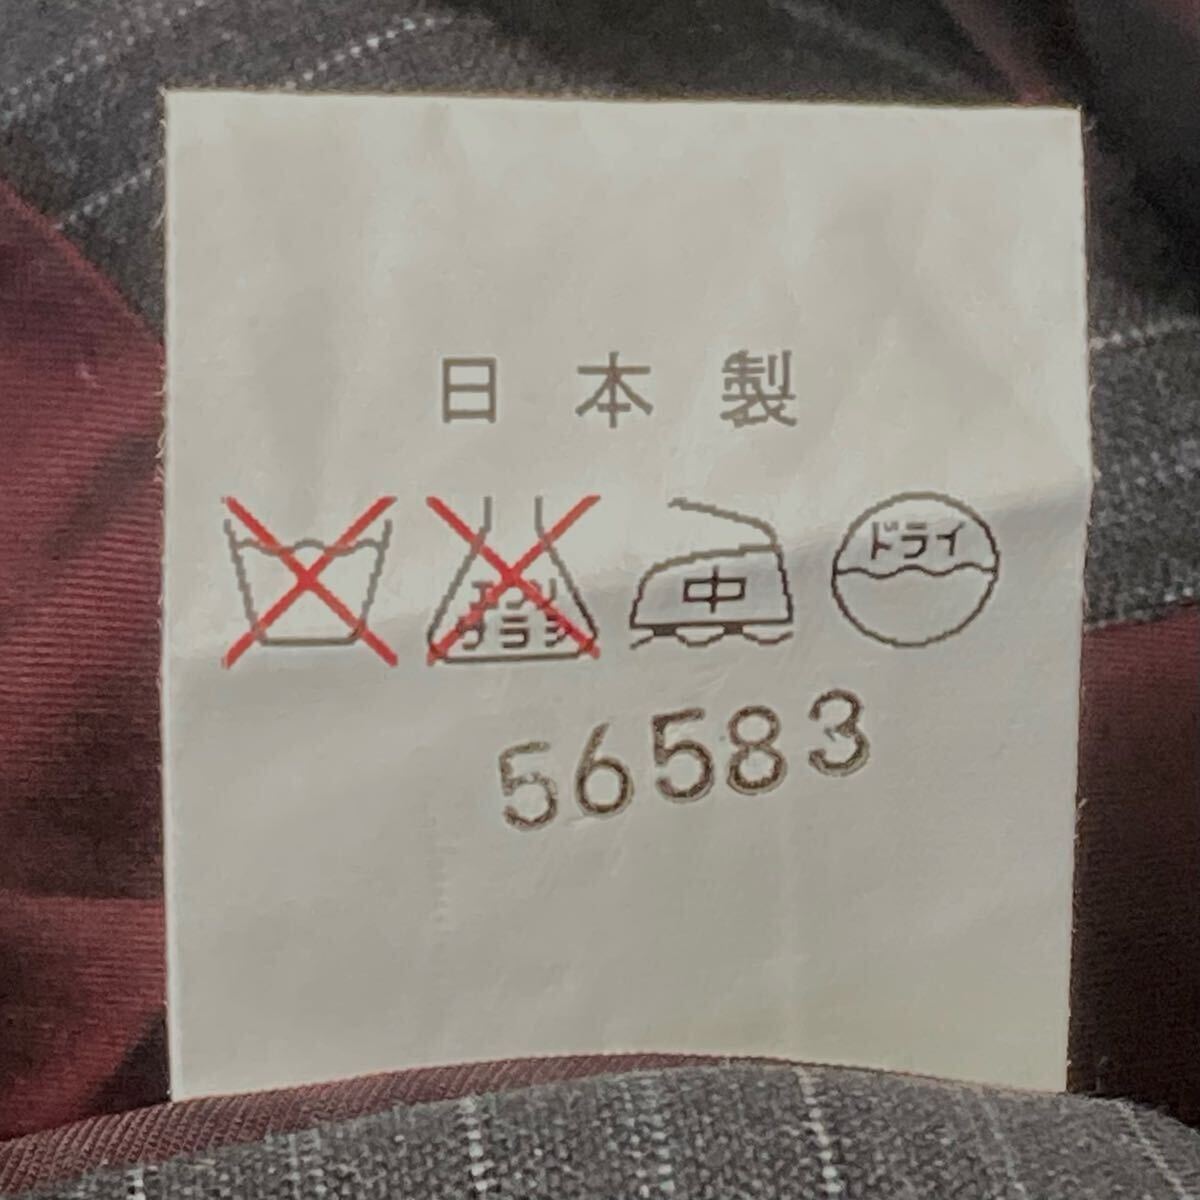 日本製
エンソ
サラシ
中
ドライ
56583